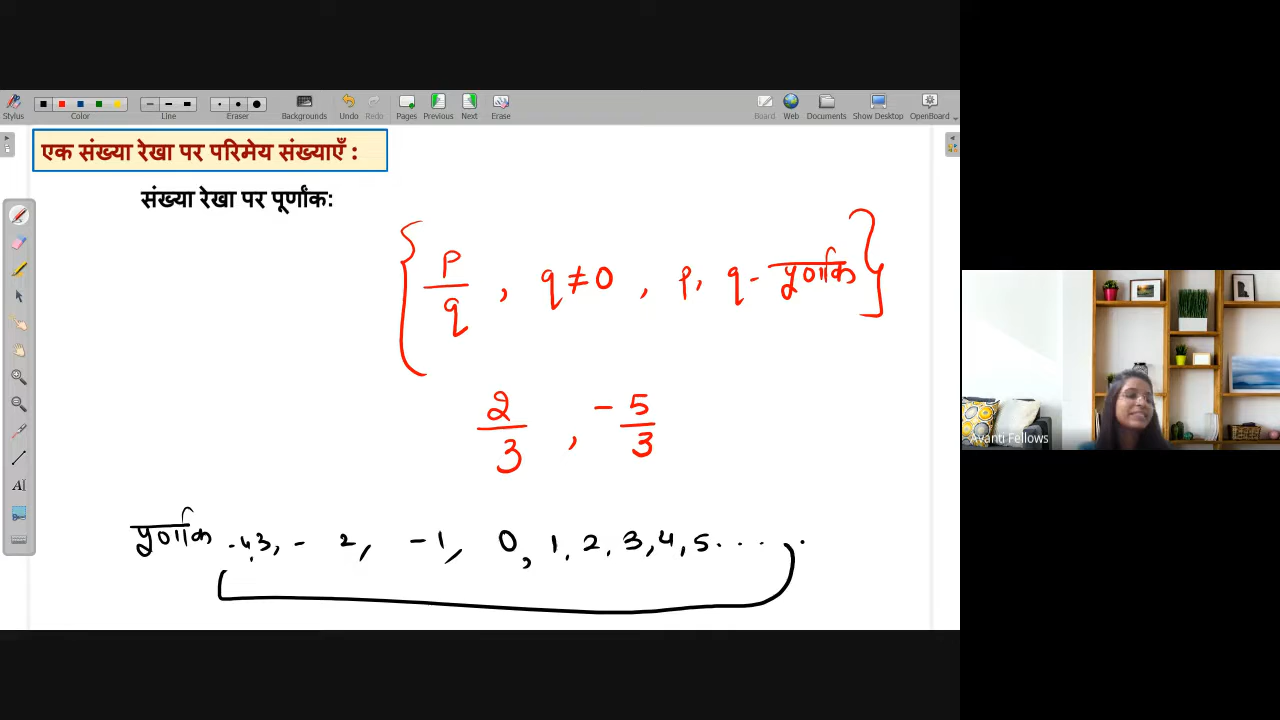 Stylus Color Line Eraser Backgrounds Undo Redo Pages Previous Next Erase Board Web Documents Show Desktop OpenBoard
एक संख्या रेखा पर परिमेय संख्याएँ :
संख्या रेखा पर पूर्णांक:
{ p/q , q ≠ 0 , p, q - पूर्णांक }
2/3 , - 5/3
पूर्णांक - 4, 3, - 2, - 1, 0, 1, 2, 3, 4, 5 . . . .
Avanti Fellows